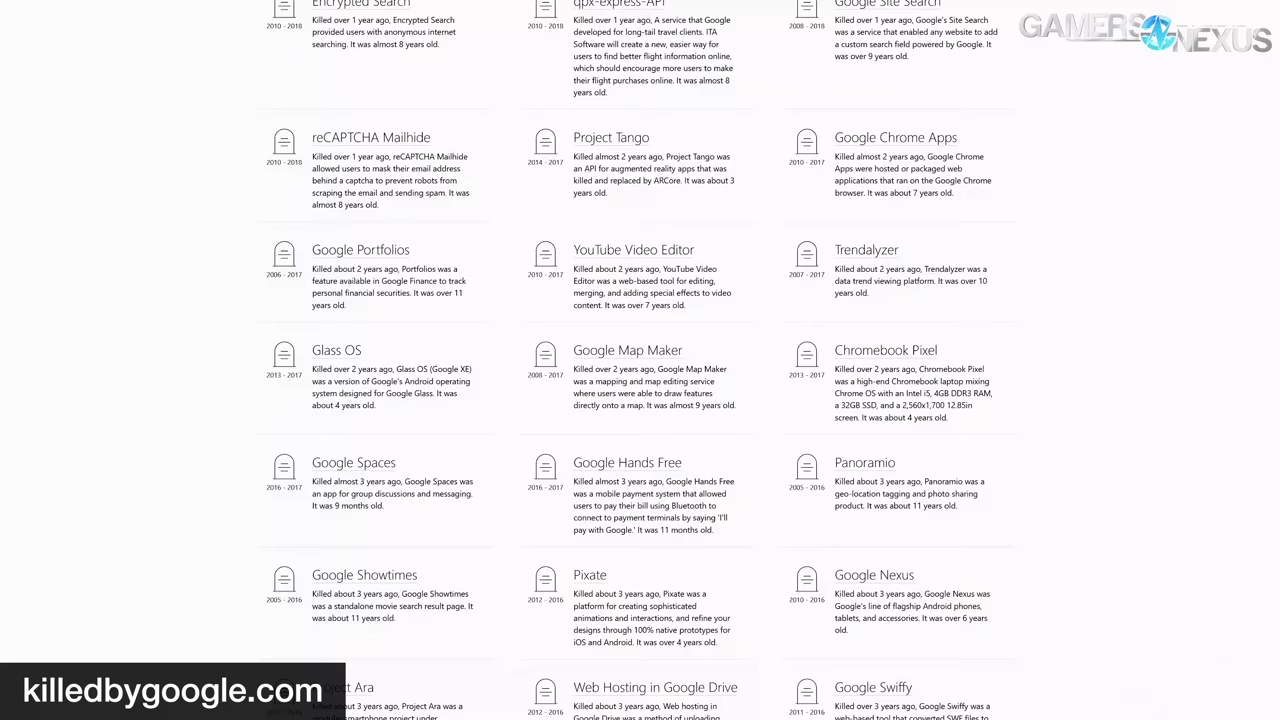 GAMERS NEXUS
Encrypted Search
2010 - 2018
Killed over 1 year ago, Encrypted Search
provided users with anonymous internet
searching. It was almost 8 years old.
qpx-express-API
2010 - 2018
Killed over 1 year ago, A service that Google
developed for long-tail travel clients. ITA
Software will create a new, easier way for
users to find better flight information online,
which should encourage more users to make
their flight purchases online. It was almost 8
years old.
Google Site Search
2008 - 2018
Killed over 1 year ago, Google's Site Search
was a service that enabled any website to add
a custom search field powered by Google. It
was over 9 years old.
reCAPTCHA Mailhide
2010 - 2018
Killed over 1 year ago, reCAPTCHA Mailhide
allowed users to mask their email address
behind a captcha to prevent robots from
scraping the email and sending spam. It was
almost 8 years old.
Project Tango
2014 - 2017
Killed almost 2 years ago, Project Tango was
an API for augmented reality apps that was
killed and replaced by ARCore. It was about 3
years old.
Google Chrome Apps
2010 - 2017
Killed almost 2 years ago, Google Chrome
Apps were hosted or packaged web
applications that ran on the Google Chrome
browser. It was about 7 years old.
Google Portfolios
2006 - 2017
Killed about 2 years ago, Portfolios was a
feature available in Google Finance to track
personal financial securities. It was over 11
years old.
YouTube Video Editor
2010 - 2017
Killed about 2 years ago, YouTube Video
Editor was a web-based tool for editing,
merging, and adding special effects to video
content. It was over 7 years old.
Trendalyzer
2007 - 2017
Killed about 2 years ago, Trendalyzer was a
data trend viewing platform. It was over 10
years old.
Glass OS
2013 - 2017
Killed over 2 years ago, Glass OS (Google XE)
was a version of Google's Android operating
system designed for Google Glass. It was
about 4 years old.
Google Map Maker
2008 - 2017
Killed over 2 years ago, Google Map Maker
was a mapping and map editing service
where users were able to draw features
directly onto a map. It was almost 9 years old.
Chromebook Pixel
2013 - 2017
Killed over 2 years ago, Chromebook Pixel
was a high-end Chromebook laptop mixing
Chrome OS with an Intel i5, 4GB DDR3 RAM,
a 32GB SSD, and a 2,560x1,700 12.85in
screen. It was about 4 years old.
Google Spaces
2016 - 2017
Killed almost 3 years ago, Google Spaces was
an app for group discussions and messaging.
It was 9 months old.
Google Hands Free
2016 - 2017
Killed almost 3 years ago, Google Hands Free
was a mobile payment system that allowed
users to pay their bill using Bluetooth to
connect to payment terminals by saying 'I'll
pay with Google.' It was 11 months old.
Panoramio
2005 - 2016
Killed about 3 years ago, Panoramio was a
geo-location tagging and photo sharing
product. It was about 11 years old.
Google Showtimes
2005 - 2016
Killed about 3 years ago, Google Showtimes
was a standalone movie search result page. It
was about 11 years old.
Pixate
2012 - 2016
Killed about 3 years ago, Pixate was a
platform for creating sophisticated
animations and interactions, and refine your
designs through 100% native prototypes for
iOS and Android. It was over 4 years old.
Google Nexus
2010 - 2016
Killed about 3 years ago, Google Nexus was
Google's line of flagship Android phones,
tablets, and accessories. It was over 6 years
old.
Ara
about 3 years ago, Project Ara was a
smartphone project under
Web Hosting in Google Drive
2012 - 2016
Killed about 3 years ago, Web hosting in
Google Drive was a method of uploading
Google Swiffy
2011 - 2016
Killed over 3 years ago, Google Swiffy was a
web-based tool that converted SWF files to
killedbygoogle.com